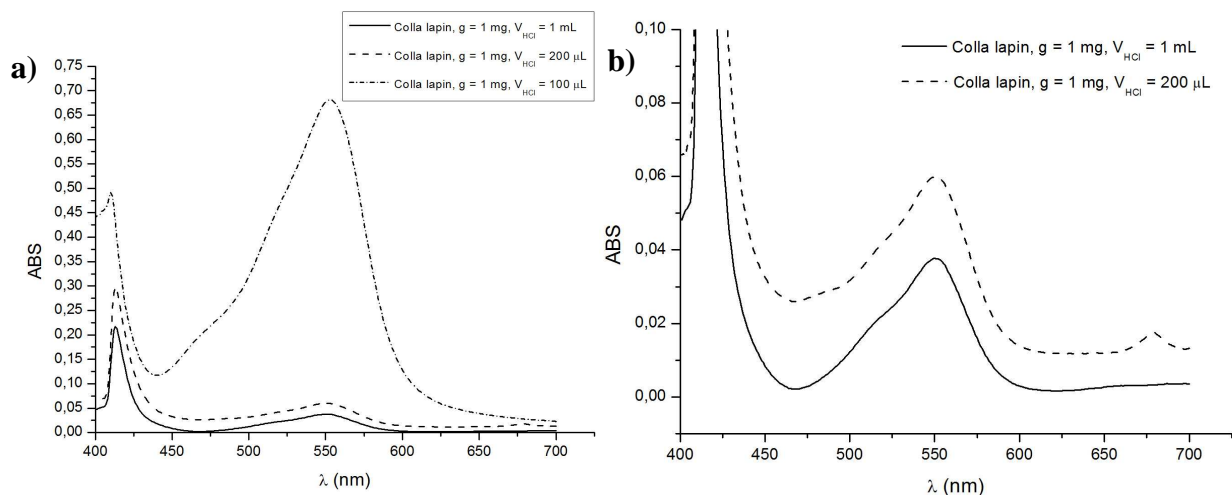 a)
Colla lapin, g = 1 mg, V_HCl = 1 mL
Colla lapin, g = 1 mg, V_HCl = 200 μL
Colla lapin, g = 1 mg, V_HCl = 100 μL
0,75
0,70
0,65
0,60
0,55
0,50
0,45
0,40
0,35
0,30
0,25
0,20
0,15
0,10
0,05
0,00
ABS
400 450 500 550 600 650 700
λ (nm)
b)
Colla lapin, g = 1 mg, V_HCl = 1 mL
Colla lapin, g = 1 mg, V_HCl = 200 μL
0,10
0,08
0,06
0,04
0,02
0,00
ABS
400 450 500 550 600 650 700
λ (nm)